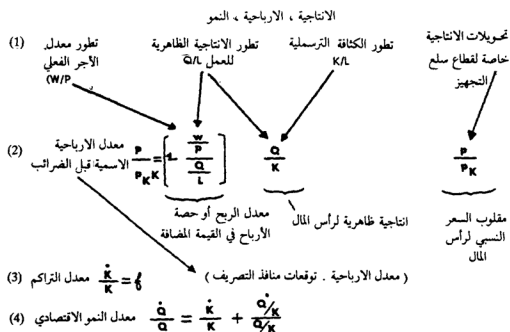 الانتاجية ، الارباحية ، النمو
(1) تطور معدل الأجر الفعلي (W/P
تطور الانتاجية الظاهرية للعمل Q/L
تطور الكثافة الترسملية K/L
تحويلات الانتاجية خاصة لقطاع سلع التجهيز
(2) معدل الارباحية الاسمية قبل الضرائب P/P_K K = [1 - (w/P)/(Q/L)] Q/K P/P_K
معدل الربح أو حصة الأرباح في القيمة المضافة
انتاجية ظاهرية لرأس المال
مقلوب السعر النسبي لرأس المال
(3) معدل التراكم K̇/K = f ( معدل الارباحية . توقعات منافذ التصريف )
(4) معدل النمو الاقتصادي Q̇/Q = K̇/K + Q̇/K/Q/K